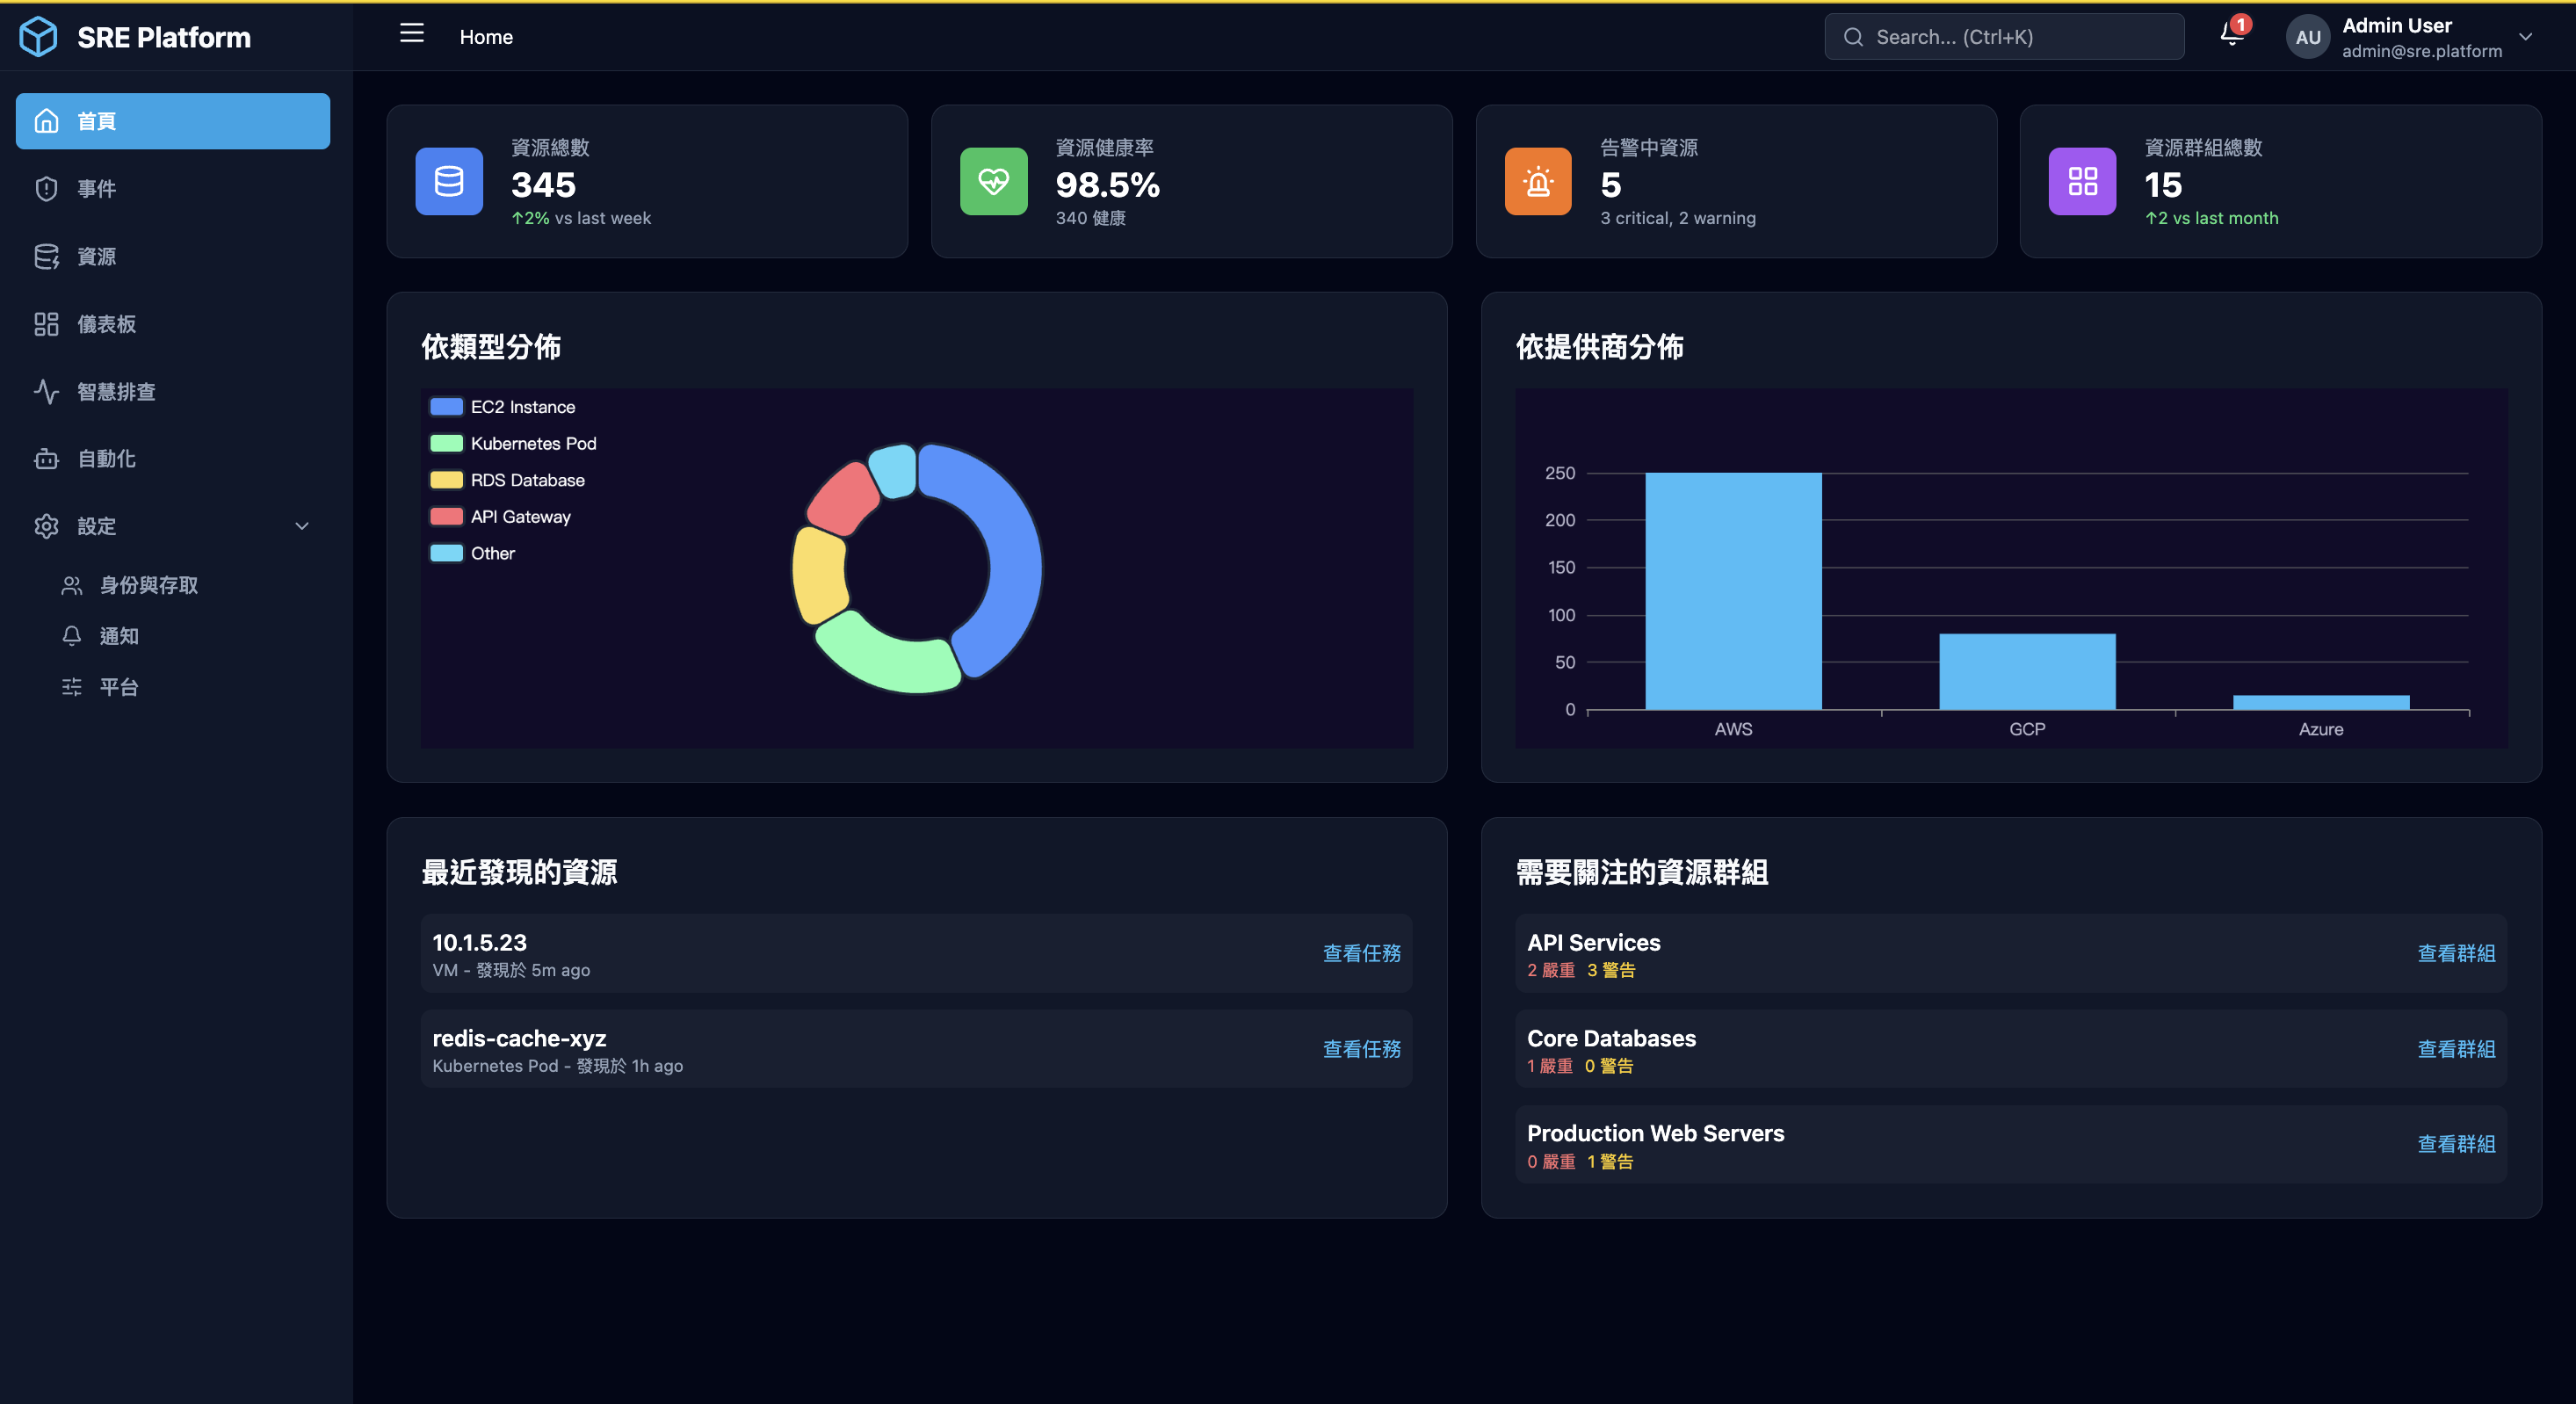 SRE Platform
Home
Search... (Ctrl+K)
1
AU
Admin User
admin@sre.platform
首頁
事件
資源
儀表板
智慧排查
自動化
設定
身份與存取
通知
平台
資源總數
345
↑2% vs last week
資源健康率
98.5%
340 健康
告警中資源
5
3 critical, 2 warning
資源群組總數
15
↑2 vs last month
依類型分佈
EC2 Instance
Kubernetes Pod
RDS Database
API Gateway
Other
依提供商分佈
250
200
150
100
50
0
AWS
GCP
Azure
最近發現的資源
10.1.5.23
VM - 發現於 5m ago
查看任務
redis-cache-xyz
Kubernetes Pod - 發現於 1h ago
查看任務
需要關注的資源群組
API Services
2 嚴重 3 警告
查看群組
Core Databases
1 嚴重 0 警告
查看群組
Production Web Servers
0 嚴重 1 警告
查看群組